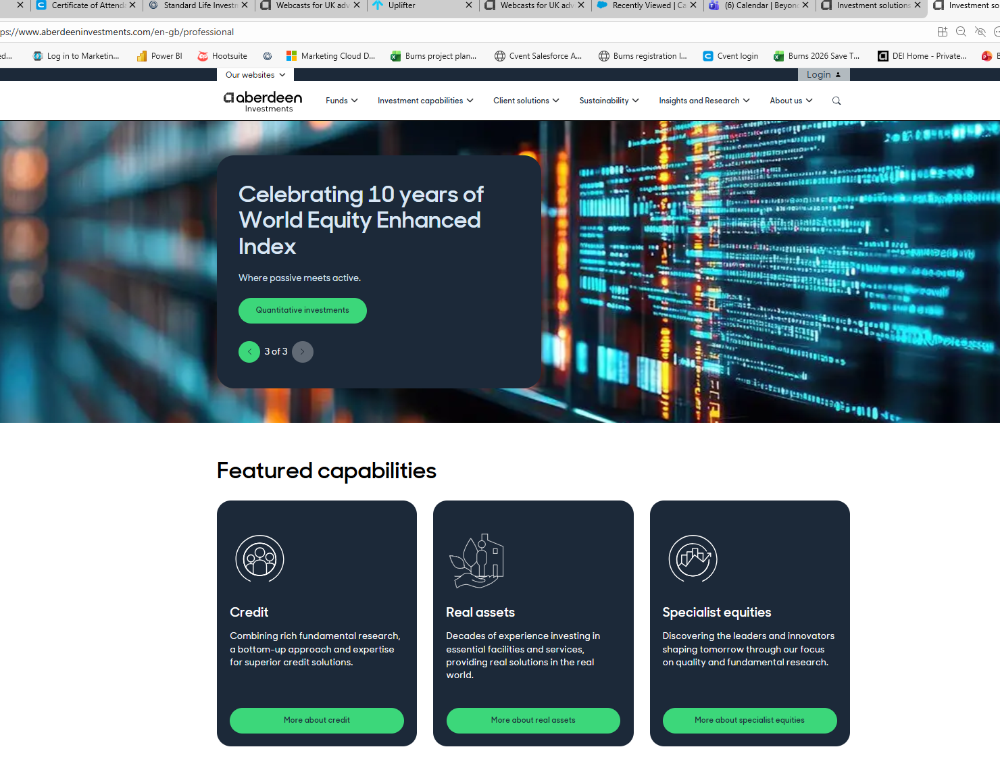 Certificate of Attend
Standard Life Investm
Webcasts for UK adv
Uplifter
Webcasts for UK adv
Recently Viewed | Ca
(6) Calendar | Beyond
Investment solutions
Investment so
ps://www.aberdeeninvestments.com/en-gb/professional
ed...
Log in to Marketin...
Power BI
Hootsuite
Marketing Cloud D...
Burns project plan...
Cvent Salesforce A...
Burns registration I...
Cvent login
Burns 2026 Save T...
DEI Home - Private...
Our websites
Login
aberdeen
Investments
Funds
Investment capabilities
Client solutions
Sustainability
Insights and Research
About us
Celebrating 10 years of
World Equity Enhanced
Index
Where passive meets active.
Quantitative investments
3 of 3
Featured capabilities
Credit
Combining rich fundamental research,
a bottom-up approach and expertise
for superior credit solutions.
More about credit
Real assets
Decades of experience investing in
essential facilities and services,
providing real solutions in the real
world.
More about real assets
Specialist equities
Discovering the leaders and innovators
shaping tomorrow through our focus
on quality and fundamental research.
More about specialist equities